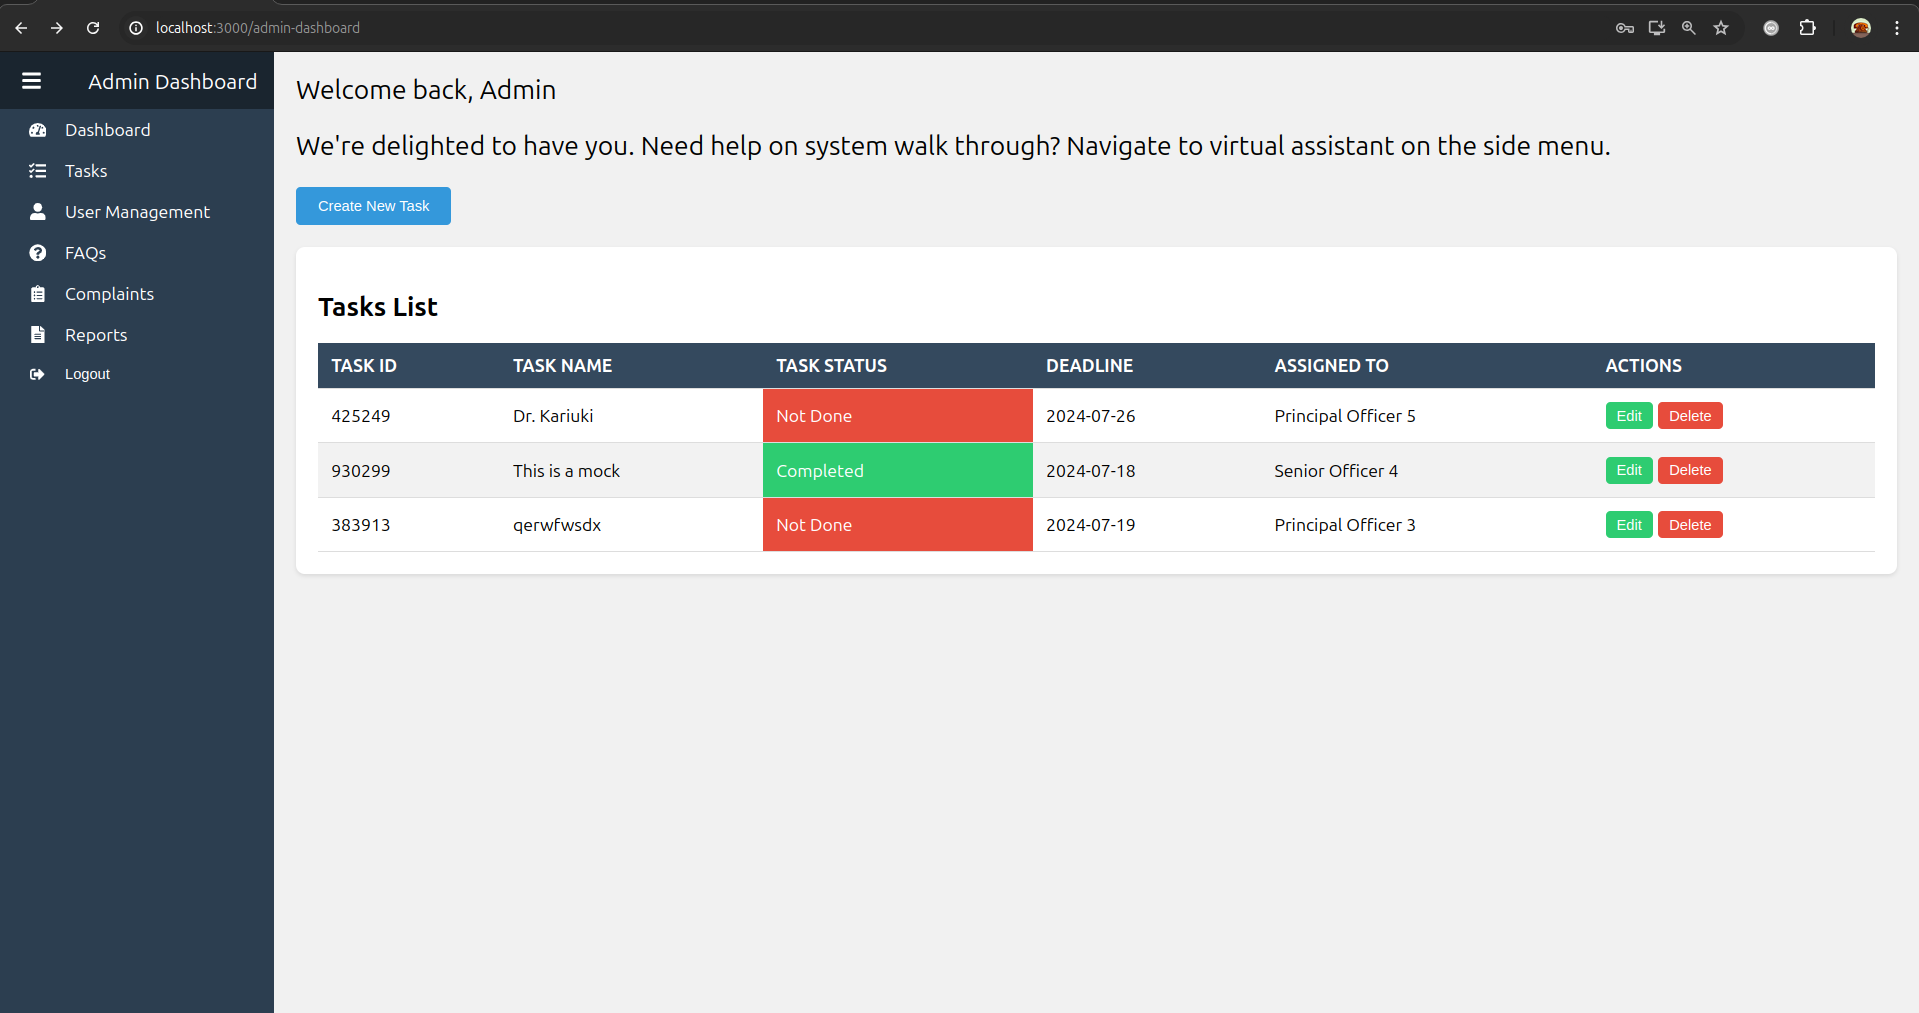 localhost:3000/admin-dashboard
Admin Dashboard
Dashboard
Tasks
User Management
FAQs
Complaints
Reports
Logout
Welcome back, Admin
We're delighted to have you. Need help on system walk through? Navigate to virtual assistant on the side menu.
Create New Task
Tasks List
TASK ID TASK NAME TASK STATUS DEADLINE ASSIGNED TO ACTIONS
425249 Dr. Kariuki Not Done 2024-07-26 Principal Officer 5 Edit Delete
930299 This is a mock Completed 2024-07-18 Senior Officer 4 Edit Delete
383913 qerwfwsdx Not Done 2024-07-19 Principal Officer 3 Edit Delete